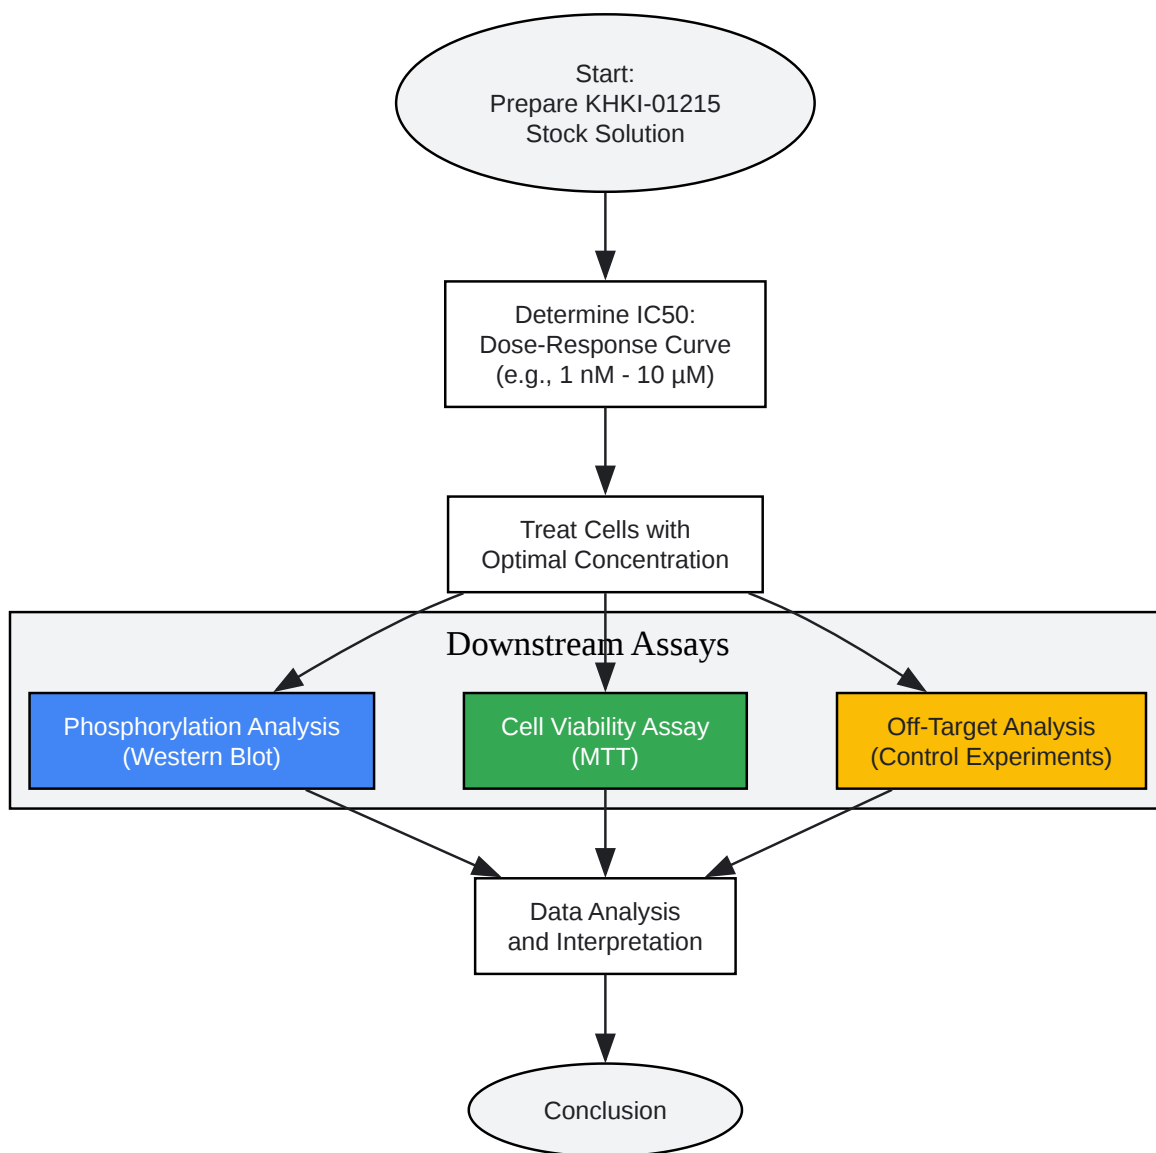 Start:
Prepare KHKI-01215
Stock Solution
Determine IC50:
Dose-Response Curve
(e.g., 1 nM - 10 µM)
Treat Cells with
Optimal Concentration
Downstream Assays
Phosphorylation Analysis
(Western Blot)
Cell Viability Assay
(MTT)
Off-Target Analysis
(Control Experiments)
Data Analysis
and Interpretation
Conclusion